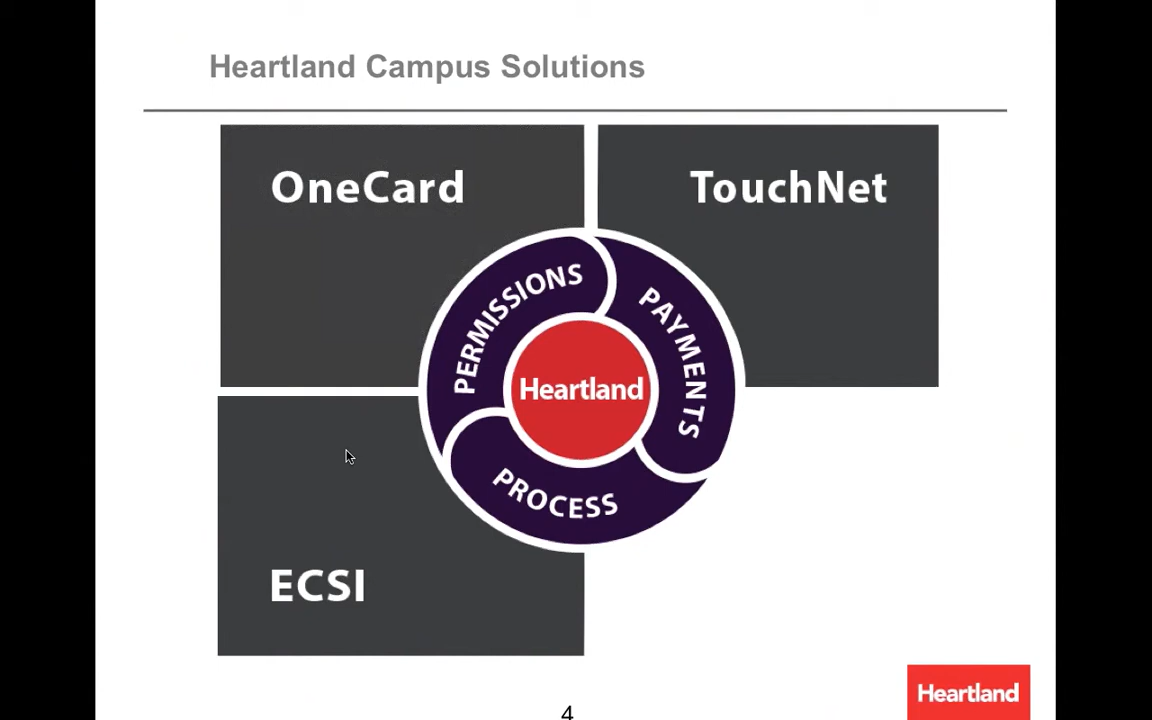 Heartland Campus Solutions
OneCard
TouchNet
PERMISSIONS
PAYMENTS
Heartland
PROCESS
ECSI
Heartland
4